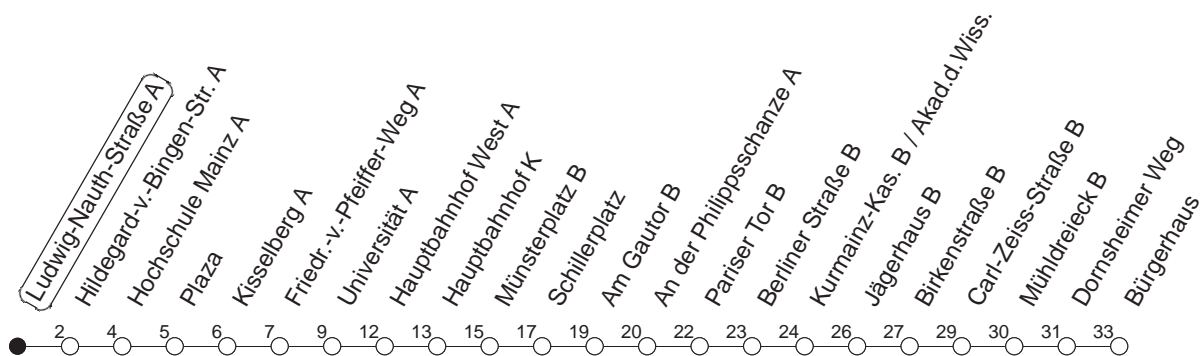 Ludwig-Nauth-Straße A
Hildegard-v.-Bingen-Str. A
Hochschule Mainz A
Plaza
Kisselberg A
Friedr.-v.-Pfeiffer-Weg A
Universität A
Hauptbahnhof West A
Hauptbahnhof K
Münsterplatz B
Schillerplatz
Am Gautor B
An der Philippsschanze A
Pariser Tor B
Berliner Straße B
Kurmainz-Kas. B / Akad.d.Wiss.
Jägerhaus B
Birkenstraße B
Carl-Zeiss-Straße B
Mühldreieck B
Dornsheimer Weg
Bürgerhaus
2 4 5 6 7 9 12 13 15 17 19 20 22 23 24 26 27 29 30 31 33